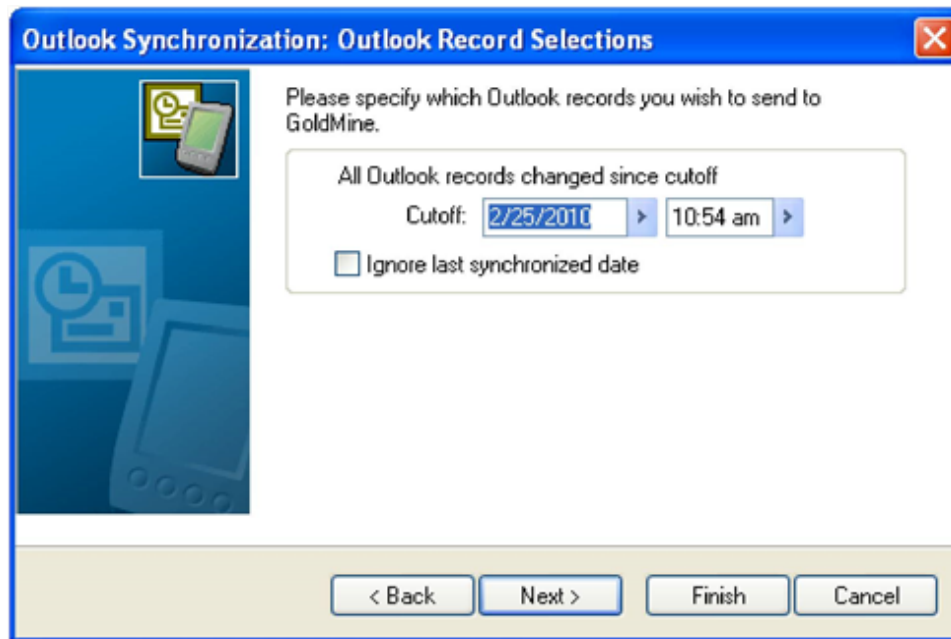 Outlook Synchronization: Outlook Record Selections
Please specify which Outlook records you wish to send to
GoldMine.
All Outlook records changed since cutoff
Cutoff: 2/25/2010 10:54 am
Ignore last synchronized date
< Back Next > Finish Cancel